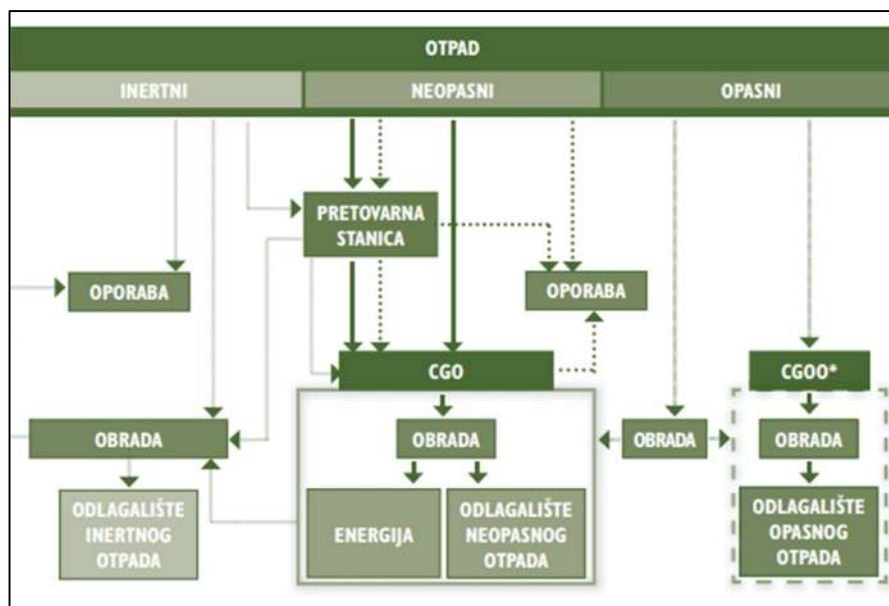 OTPAD
INERTNI
NEOPASNI
OPASNI
PRETOVARNA
STANICA
OPORABA
OPORABA
CGO
CGOO*
OBRADA
OBRADA
OBRADA
OBRADA
ODLAGALIŠTE
INERTNOG
OTPADA
ENERGIJA
ODLAGALIŠTE
NEOPASNOG
OTPADA
ODLAGALIŠTE
OPASNOG
OTPADA